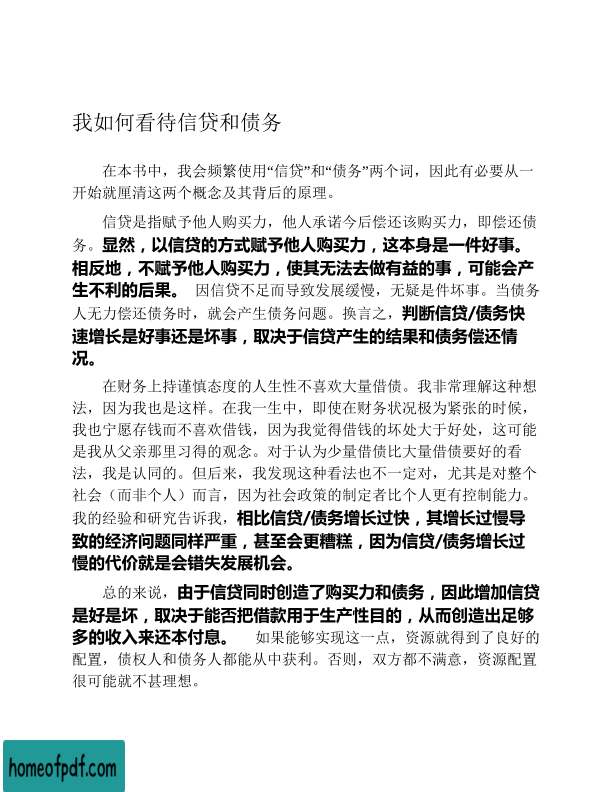 我如何看待信贷和债务
在本书中，我会频繁使用“信贷”和“债务”两个词，因此有必要从一
开始就厘清这两个概念及其背后的原理。
信贷是指赋予他人购买力，他人承诺今后偿还该购买力，即偿还债
务。显然，以信贷的方式赋予他人购买力，这本身是一件好事。
相反地，不赋予他人购买力，使其无法去做有益的事，可能会产
生不利的后果。 因信贷不足而导致发展缓慢，无疑是件坏事。当债务
人无力偿还债务时，就会产生债务问题。换言之，判断信贷/债务快
速增长是好事还是坏事，取决于信贷产生的结果和债务偿还情
况。
在财务上持谨慎态度的人生性不喜欢大量借债。我非常理解这种想
法，因为我也是这样。在我一生中，即使在财务状况极为紧张的时候，
我也宁愿存钱而不喜欢借钱，因为我觉得借钱的坏处大于好处，这可能
是我从父亲那里习得的观念。对于认为少量借债比大量借债要好的看
法，我是认同的。但后来，我发现这种看法也不一定对，尤其是对整个
社会（而非个人）而言，因为社会政策的制定者比个人更有控制能力。
我的经验和研究告诉我，相比信贷/债务增长过快，其增长过慢导
致的经济问题同样严重，甚至会更糟糕，因为信贷/债务增长过
慢的代价就是会错失发展机会。
总的来说，由于信贷同时创造了购买力和债务，因此增加信贷
是好是坏，取决于能否把借款用于生产性目的，从而创造出足够
多的收入来还本付息。 如果能够实现这一点，资源就得到了良好的
配置，债权人和债务人都能从中获利。否则，双方都不满意，资源配置
很可能就不甚理想。
homeofpdf.com